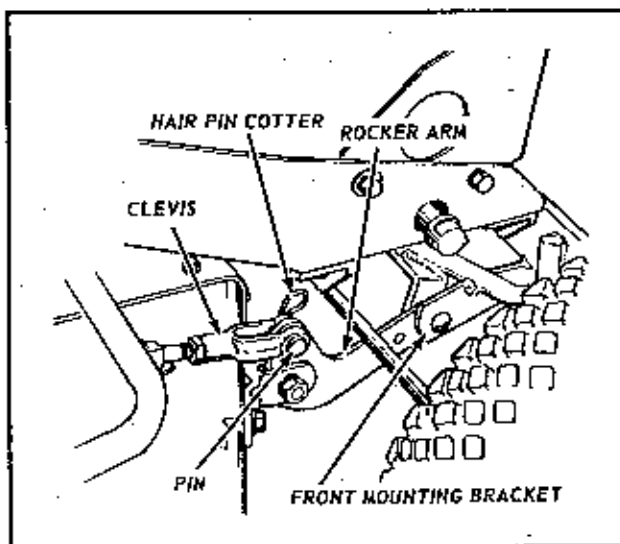 HAIR PIN COTTER
ROCKER ARM
CLEVIS
PIN
FRONT MOUNTING BRACKET